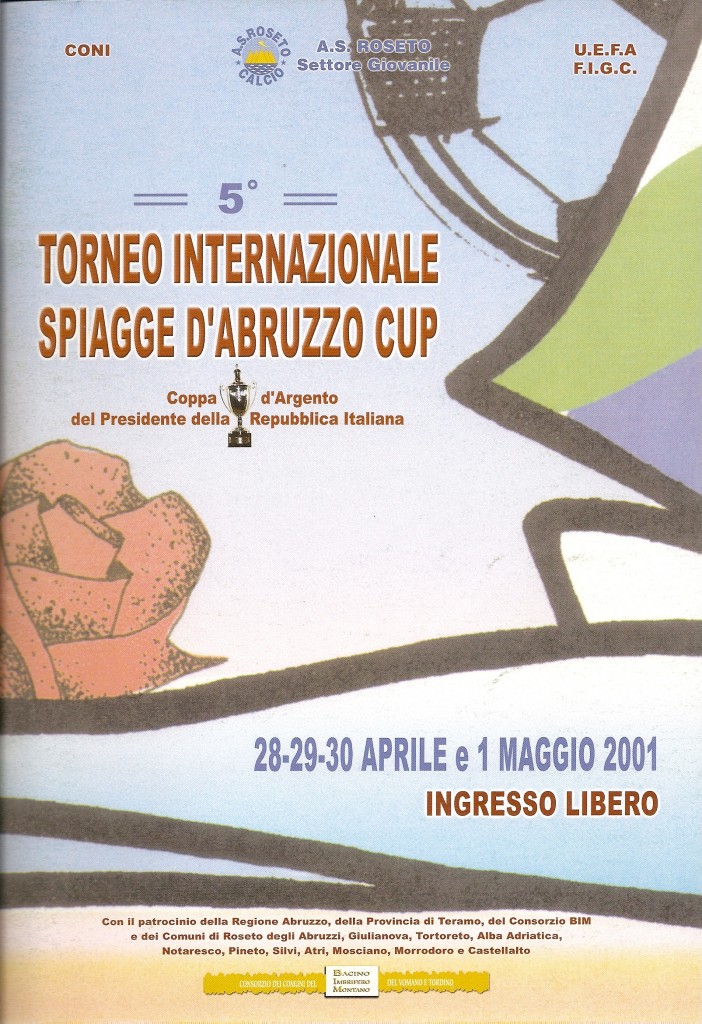 CONI
A.S. ROSETO
CALCIO
A.S. ROSETO
Settore Giovanile
U.E.F.A
F.I.G.C.
5°
TORNEO INTERNAZIONALE
SPIAGGE D'ABRUZZO CUP
Coppa d'Argento
del Presidente della Repubblica Italiana
28-29-30 APRILE e 1 MAGGIO 2001
INGRESSO LIBERO
Con il patrocinio della Regione Abruzzo, della Provincia di Teramo, del Consorzio BIM
e dei Comuni di Roseto degli Abruzzi, Giulianova, Tortoreto, Alba Adriatica,
Notaresco, Pineto, Silvi, Atri, Mosciano, Morrodoro e Castellalto
CONSORZIO DEI COMUNI DEL
BACINO
IMBRIFERO
MONTANO
DEL VOMANO E TORDINO